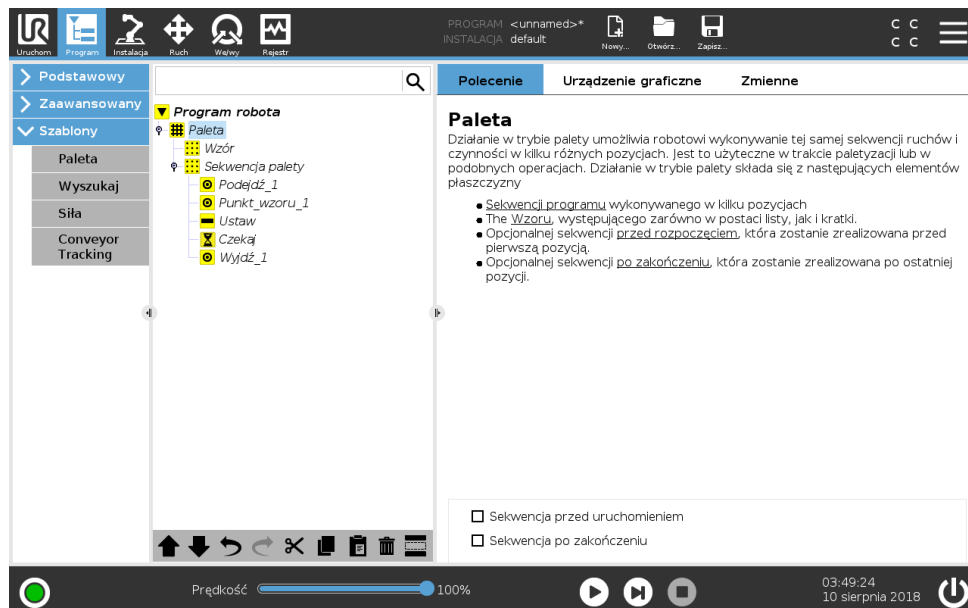 PROGRAM <unnamed>*
INSTALACJA default
Uruchom Program Instalacja Ruch We/wy Rejestr Nowy... Otwórz... Zapisz...
C C
C C
Podstawowy
Zaawansowany
Szablony
Paleta
Wyszukaj
Siła
Conveyor
Tracking
Program robota
Paleta
Wzór
Sekwencja palety
Podejdź_1
Punkt_wzoru_1
Ustaw
Czekaj
Wyjdź_1
Polecenie Urządzenie graficzne Zmienne
Paleta
Działanie w trybie palety umożliwia robotowi wykonywanie tej samej sekwencji ruchów i
czynności w kilku różnych pozycjach. Jest to użyteczne w trakcie paletyzacji lub w
podobnych operacjach. Działanie w trybie palety składa się z następujących elementów
płaszczyzny
Sekwencji programu wykonywanego w kilku pozycjach
The Wzoru, występującego zarówno w postaci listy, jak i kratki.
Opcjonalnej sekwencji przed rozpoczęciem, która zostanie zrealizowana przed
pierwszą pozycją.
Opcjonalnej sekwencji po zakończeniu, która zostanie zrealizowana po ostatniej
pozycji.
Sekwencja przed uruchomieniem
Sekwencja po zakończeniu
Prędkość 100%
03:49:24
10 sierpnia 2018